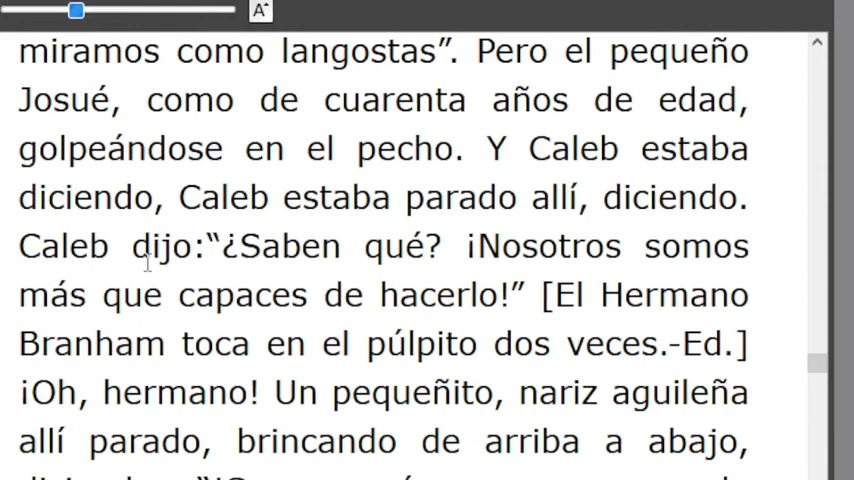 A
miramos como langostas”. Pero el pequeño
Josué, como de cuarenta años de edad,
golpeándose en el pecho. Y Caleb estaba
diciendo, Caleb estaba parado allí, diciendo.
Caleb dijo:“¿Saben qué? ¡Nosotros somos
más que capaces de hacerlo!” [El Hermano
Branham toca en el púlpito dos veces.-Ed.]
¡Oh, hermano! Un pequeñito, nariz aguileña
allí parado, brincando de arriba a abajo,